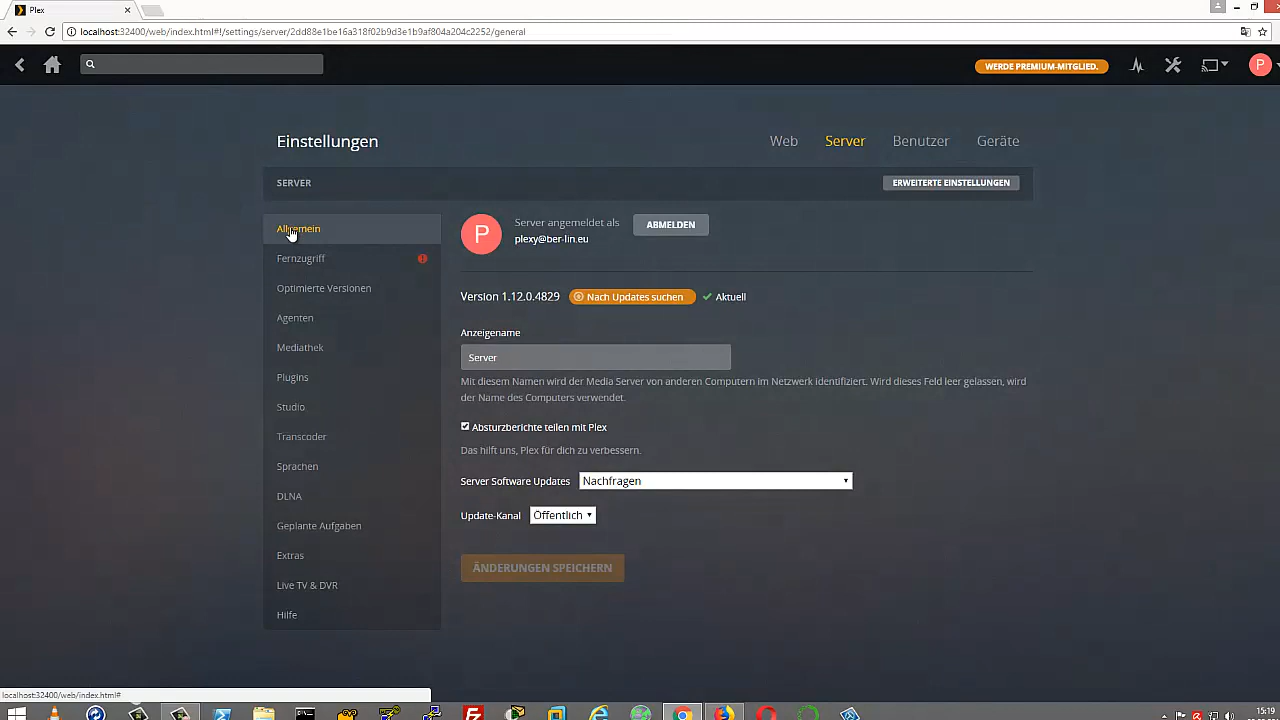 Plex
localhost:32400/web/index.html#!/settings/server/2dd88e1be16a318f02b9d3e1b9af804a204c2252/general
WERDE PREMIUM-MITGLIED.
P
Einstellungen
Web
Server
Benutzer
Geräte
SERVER
ERWEITERTE EINSTELLUNGEN
Allgemein
Fernzugriff
Optimierte Versionen
Agenten
Mediathek
Plugins
Studio
Transcoder
Sprachen
DLNA
Geplante Aufgaben
Extras
Live TV & DVR
Hilfe
P
Server angemeldet als
plexy@ber-lin.eu
ABMELDEN
Version 1.12.0.4829
Nach Updates suchen
Aktuell
Anzeigename
Server
Mit diesem Namen wird der Media Server von anderen Computern im Netzwerk identifiziert. Wird dieses Feld leer gelassen, wird
der Name des Computers verwendet.
Absturzberichte teilen mit Plex
Das hilft uns, Plex für dich zu verbessern.
Server Software Updates
Nachfragen
Update-Kanal
Öffentlich
ÄNDERUNGEN SPEICHERN
localhost:32400/web/index.html#
15:19